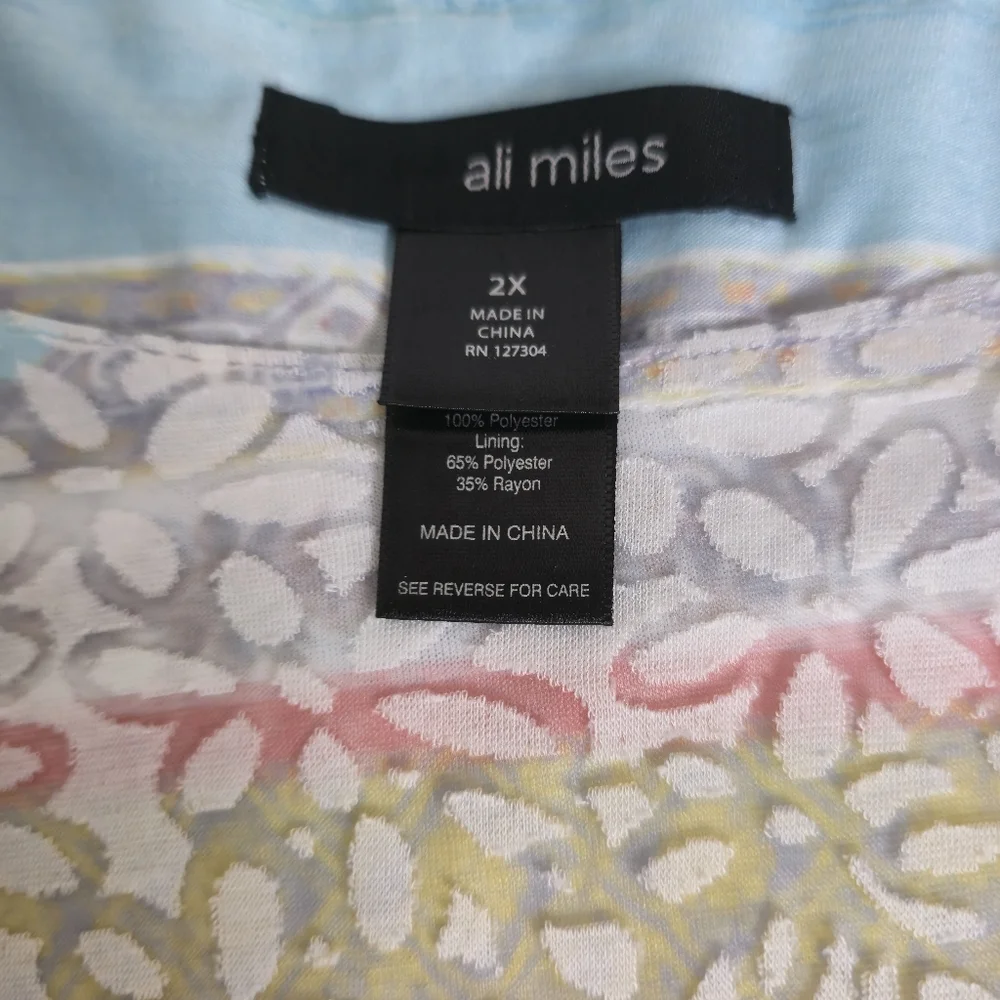 ali miles
2X
MADE IN
CHINA
RN 127304
100% Polyester
Lining:
65% Polyester
35% Rayon
MADE IN CHINA
SEE REVERSE FOR CARE